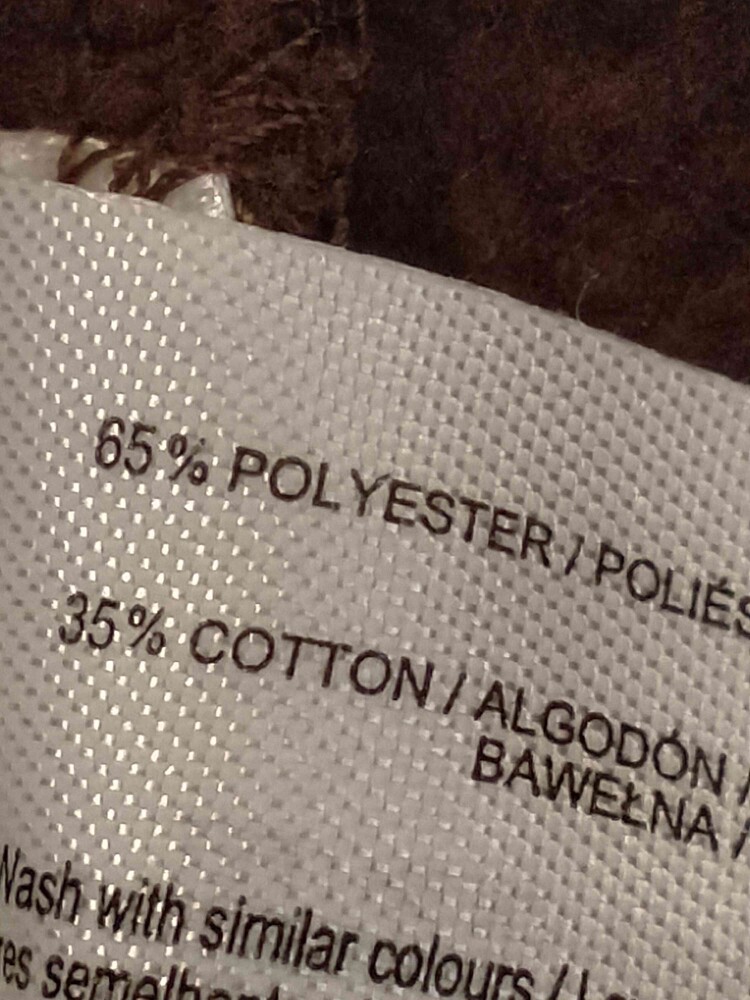 65% POLYESTER / POLIÉS
35% COTTON / ALGODÓN /
BAWEŁNA /
Wash with similar colours /